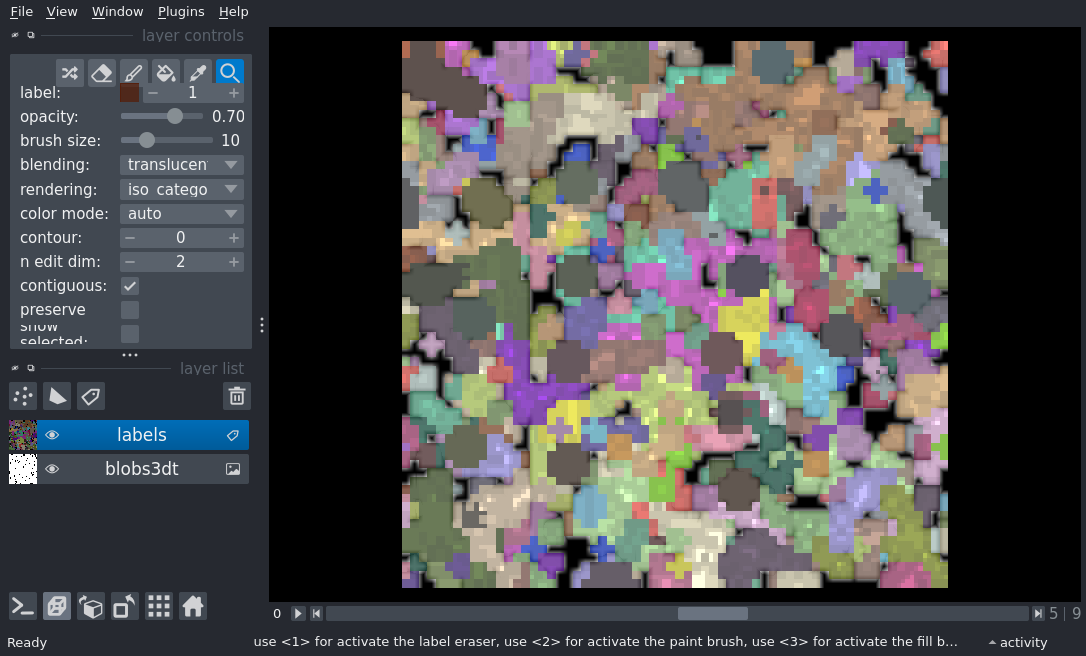 File View Window Plugins Help
layer controls
label: 1
opacity: 0.70
brush size: 10
blending: translucen
rendering: iso_catego
color mode: auto
contour: 0
n edit dim: 2
contiguous:
preserve
show
selected:
layer list
labels
blobs3dt
0 5 | 9
Ready use <1> for activate the label eraser, use <2> for activate the paint brush, use <3> for activate the fill b... activity